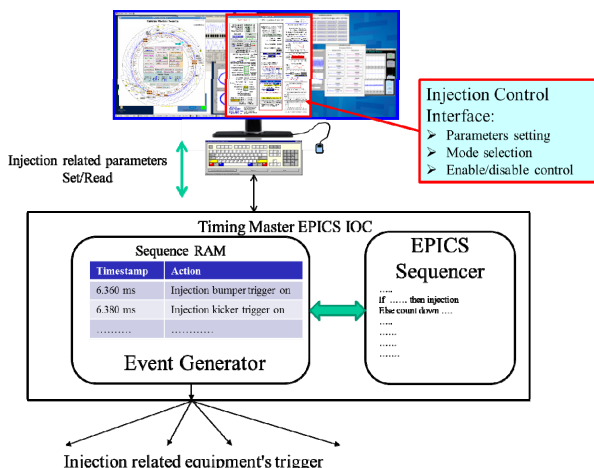 Injection Control
Interface:
➢ Parameters setting
➢ Mode selection
➢ Enable/disable control
Injection related parameters
Set/Read
Timing Master EPICS IOC
Sequence RAM
Timestamp Action
6.360 ms Injection bumper trigger on
6.380 ms Injection kicker trigger on
………. …………
Event Generator
EPICS
Sequencer
…..
If …… then injection
Else count down ….
…..
……
……
…….
Injection related equipment's trigger